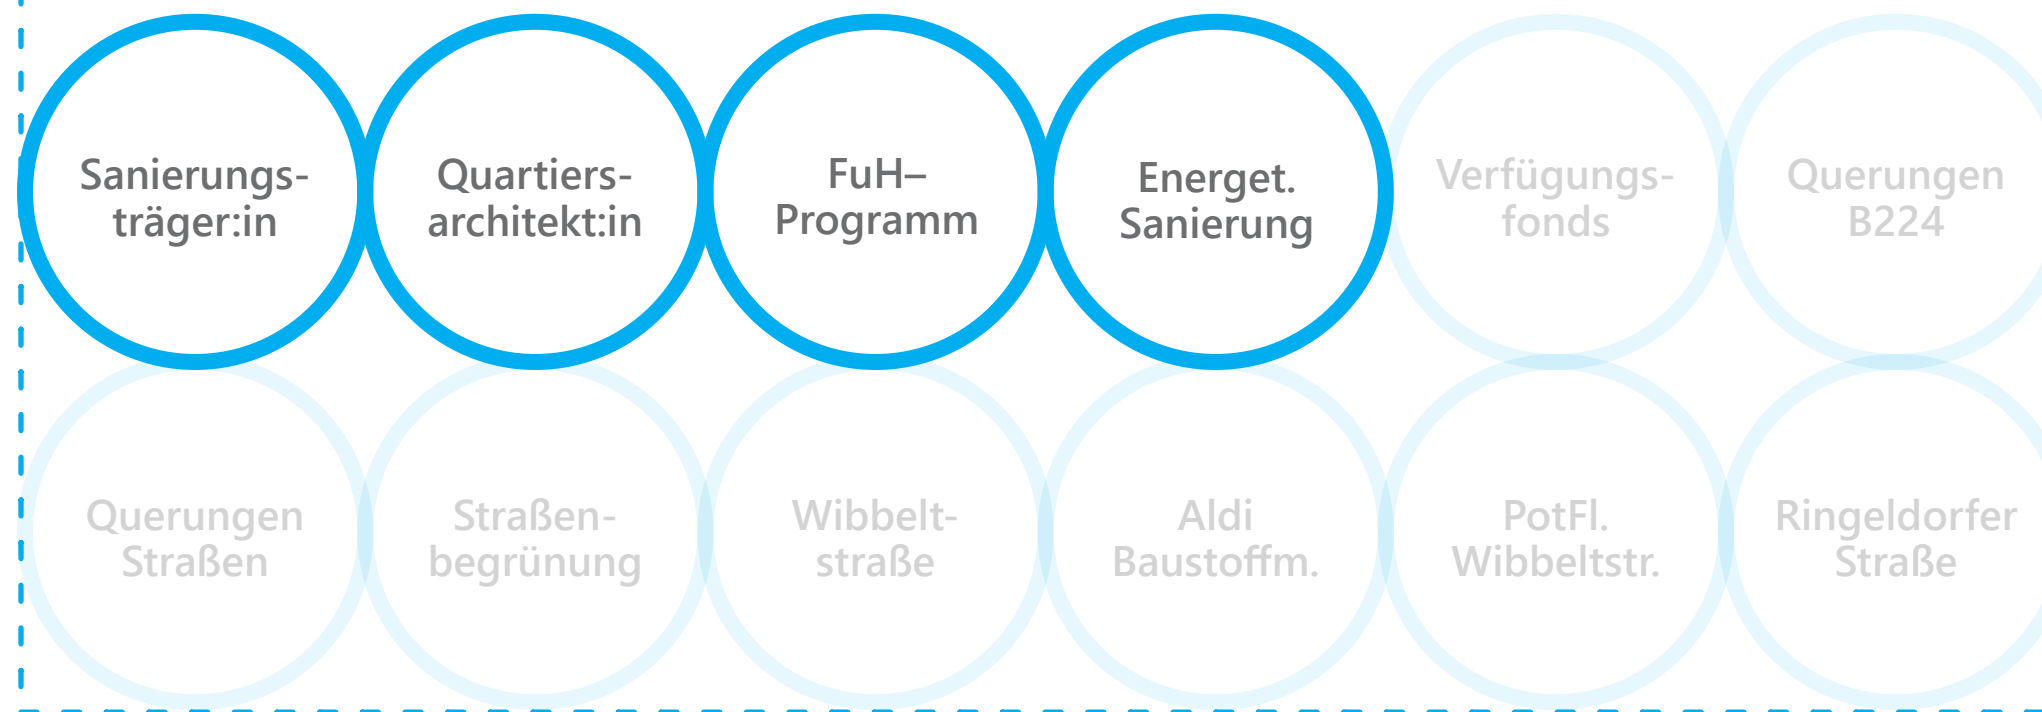 Sanierungs-
träger:in
Quartiers-
architekt:in
FuH–
Programm
Energet.
Sanierung
Verfügungs-
fonds
Querungen
B224
Querungen
Straßen
Straßen-
begrünung
Wibbelt-
straße
Aldi
Baustoffm.
PotFl.
Wibbeltstr.
Ringeldorfer
Straße